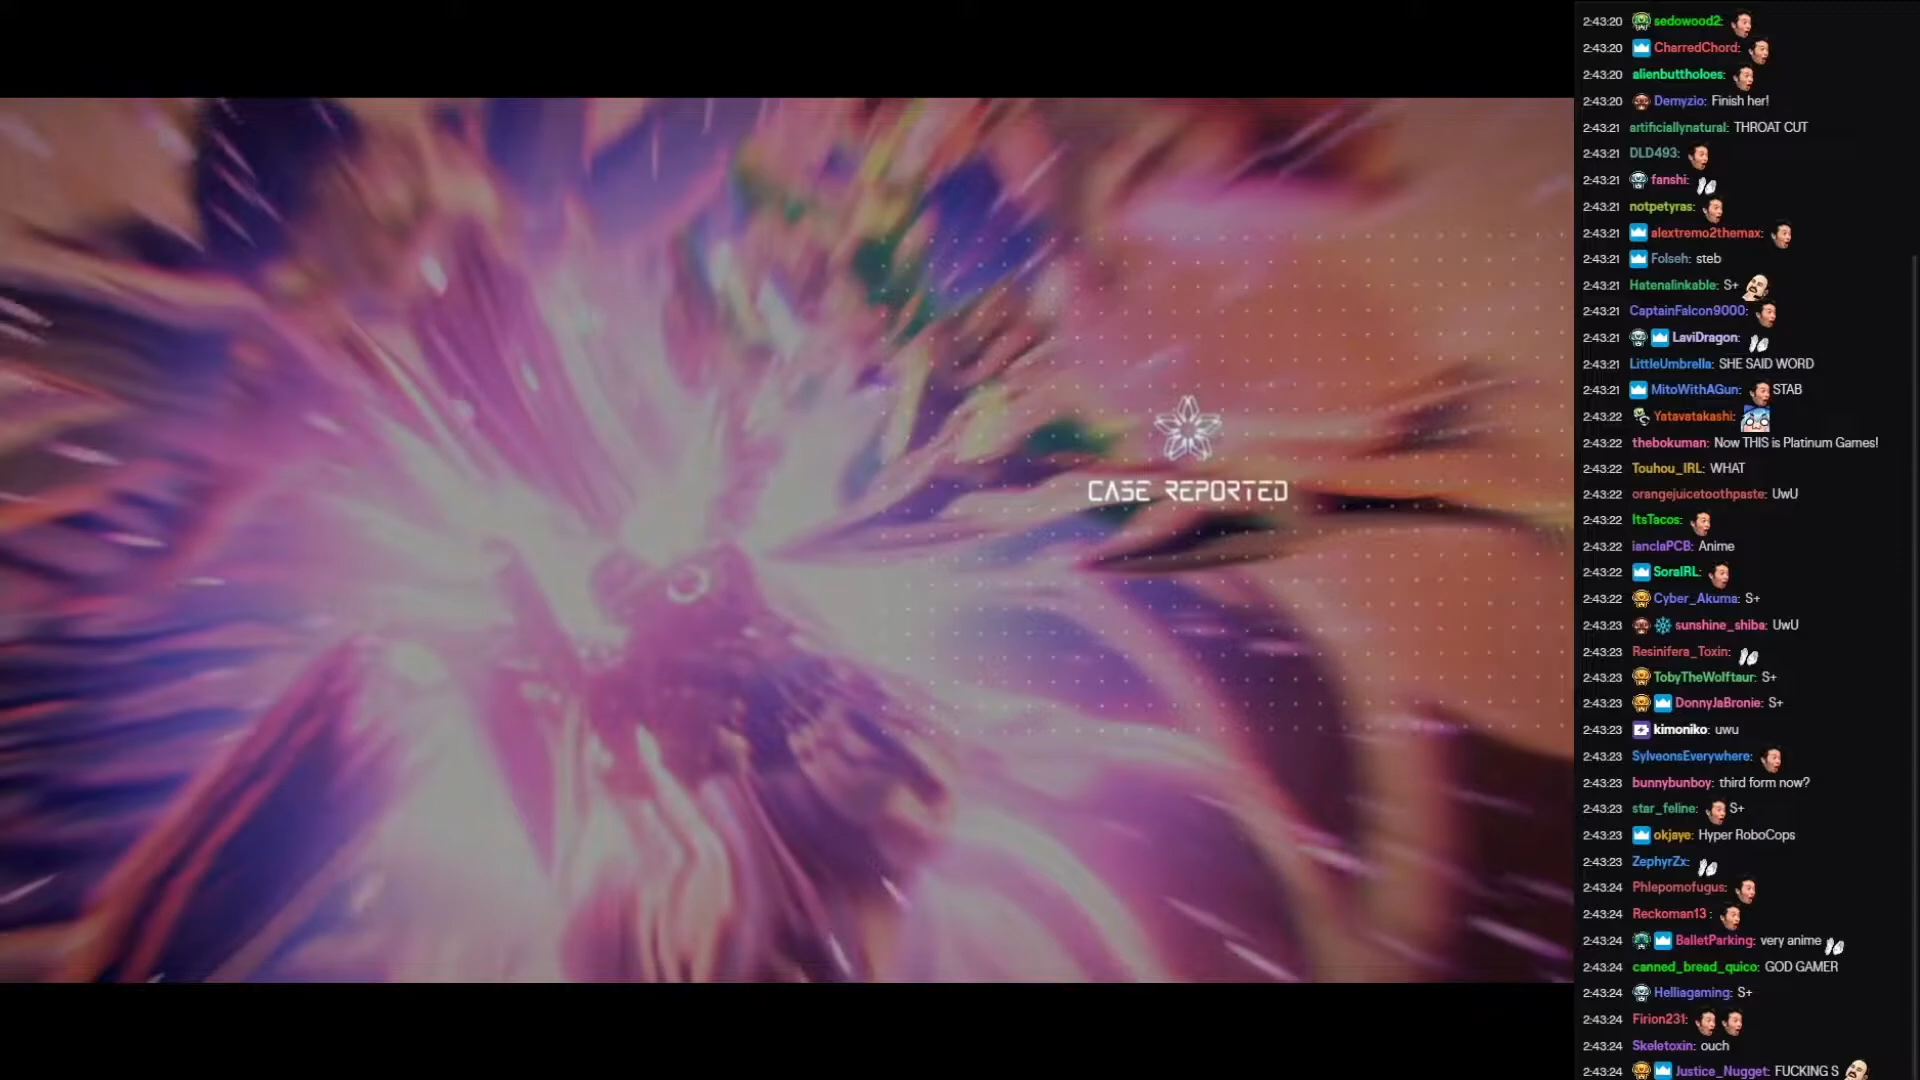 CASE REPORTED
2:43:20 sedowood2:
2:43:20 CharredChord:
2:43:20 alienbuttholoes:
2:43:20 Demyzio: Finish her!
2:43:21 artificiallynatural: THROAT CUT
2:43:21 DLD493:
2:43:21 fanshi:
2:43:21 notpetyras:
2:43:21 alextremo2themax:
2:43:21 Folseh: steb
2:43:21 Hatenalinkable: S+
2:43:21 CaptainFalcon9000:
2:43:21 LaviDragon:
2:43:21 LittleUmbrella: SHE SAID WORD
2:43:21 MitoWithAGun: STAB
2:43:22 Yatavatakashi:
2:43:22 thebokuman: Now THIS is Platinum Games!
2:43:22 Touhou_IRL: WHAT
2:43:22 orangejuicetoothpaste: UwU
2:43:22 ItsTacos:
2:43:22 ianclaPCB: Anime
2:43:22 SoraIRL:
2:43:22 Cyber_Akuma: S+
2:43:23 sunshine_shiba: UwU
2:43:23 Resinifera_Toxin:
2:43:23 TobyTheWolftaur: S+
2:43:23 DonnyJaBronie: S+
2:43:23 kimoniko: uwu
2:43:23 SylveonsEverywhere:
2:43:23 bunnybunboy: third form now?
2:43:23 star_feline: S+
2:43:23 okjaye: Hyper RoboCops
2:43:23 ZephyrZx:
2:43:24 Phlepomofugus:
2:43:24 Reckoman13 :
2:43:24 BalletParking: very anime
2:43:24 canned_bread_quico: GOD GAMER
2:43:24 Helliagaming: S+
2:43:24 Firion231:
2:43:24 Skeletoxin: ouch
2:43:24 Justice_Nugget: FUCKING S